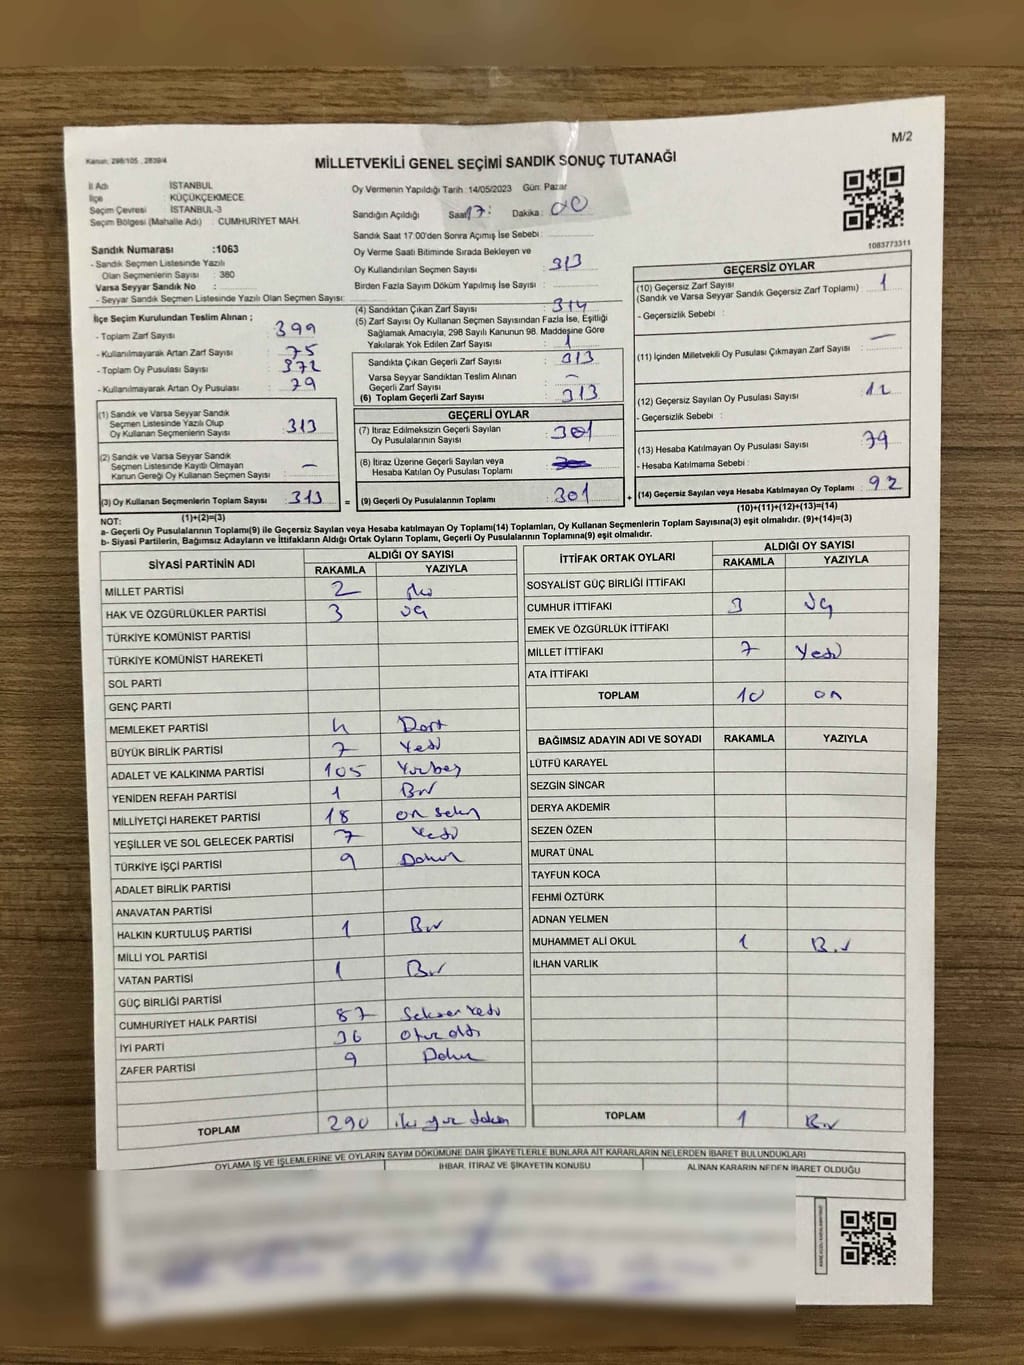 M/2
Kanun: 298/105 , 2839/4
MİLLETVEKİLİ GENEL SEÇİMİ SANDIK SONUÇ TUTANAĞI
İl Adı İSTANBUL
İlçe KÜÇÜKÇEKMECE
Seçim Çevresi İSTANBUL-3
Seçim Bölgesi (Mahalle Adı) : CUMHURİYET MAH.
Sandık Numarası :1063
- Sandık Seçmen Listesinde Yazılı
Olan Seçmenlerin Sayısı : 380
Varsa Seyyar Sandık No :
- Seyyar Sandık Seçmen Listesinde Yazılı Olan Seçmen Sayısı:
İlçe Seçim Kurulundan Teslim Alınan ;
- Toplam Zarf Sayısı : 399
- Kullanılmayarak Artan Zarf Sayısı : 75
- Toplam Oy Pusulası Sayısı : 372
- Kullanılmayarak Artan Oy Pusulası : 79
(1) Sandık ve Varsa Seyyar Sandık
Seçmen Listesinde Yazılı Olup
Oy Kullanan Seçmenlerin Sayısı : 313
(2) Sandık ve Varsa Seyyar Sandık
Seçmen Listesinde Kayıtlı Olmayan
Kanun Gereği Oy Kullanan Seçmen Sayısı : –
(3) Oy Kullanan Seçmenlerin Toplam Sayısı : 313 =
(1)+(2)=(3)
Oy Vermenin Yapıldığı Tarih :14/05/2023 Gün: Pazar
Sandığın Açıldığı Saat: 17: Dakika : 00
Sandık Saat 17:00'den Sonra Açımış İse Sebebi :
Oy Verme Saati Bitiminde Sırada Bekleyen ve
Oy Kullandırılan Seçmen Sayısı : 313
Birden Fazla Sayım Döküm Yapılmış İse Sayısı :
(4) Sandıktan Çıkan Zarf Sayısı : 314
(5) Zarf Sayısı Oy Kullanan Seçmen Sayısından Fazla İse, Eşitliği
Sağlamak Amacıyla, 298 Sayılı Kanunun 98. Maddesine Göre
Yakılarak Yok Edilen Zarf Sayısı : 1
Sandıkta Çıkan Geçerli Zarf Sayısı : 313
Varsa Seyyar Sandıktan Teslim Alınan
Geçerli Zarf Sayısı : –
(6) Toplam Geçerli Zarf Sayısı : 313
GEÇERLİ OYLAR
(7) İtiraz Edilmeksizin Geçerli Sayılan
Oy Pusulalarının Sayısı : 301
(8) İtiraz Üzerine Geçerli Sayılan veya
Hesaba Katılan Oy Pusulası Toplamı :
(9) Geçerli Oy Pusulalarının Toplamı : 301 +
1083773311
GEÇERSİZ OYLAR
(10) Geçersiz Zarf Sayısı : 1
(Sandık ve Varsa Seyyar Sandık Geçersiz Zarf Toplamı)
- Geçersizlik Sebebi :
(11) İçinden Milletvekili Oy Pusulası Çıkmayan Zarf Sayısı : –
(12) Geçersiz Sayılan Oy Pusulası Sayısı : 12
- Geçersizlik Sebebi :
(13) Hesaba Katılmayan Oy Pusulası Sayısı : 79
- Hesaba Katılmama Sebebi :
(14) Geçersiz Sayılan veya Hesaba Katılmayan Oy Toplamı : 92
(10)+(11)+(12)+(13)=(14)
NOT:
a- Geçerli Oy Pusulalarının Toplamı(9) ile Geçersiz Sayılan veya Hesaba katılmayan Oy Toplamı(14) Toplamları, Oy Kullanan Seçmenlerin Toplam Sayısına(3) eşit olmalıdır. (9)+(14)=(3)
b- Siyasi Partilerin, Bağımsız Adayların ve İttifakların Aldığı Ortak Oyların Toplamı, Geçerli Oy Pusulalarının Toplamına(9) eşit olmalıdır.
SİYASİ PARTİNİN ADI ALDIĞI OY SAYISI
RAKAMLA YAZIYLA
MİLLET PARTİSİ 2 iki
HAK VE ÖZGÜRLÜKLER PARTİSİ 3 üç
TÜRKİYE KOMÜNİST PARTİSİ
TÜRKİYE KOMÜNİST HAREKETİ
SOL PARTİ
GENÇ PARTİ
MEMLEKET PARTİSİ 4 Dört
BÜYÜK BİRLİK PARTİSİ 7 Yedi
ADALET VE KALKINMA PARTİSİ 105 Yüzbeş
YENİDEN REFAH PARTİSİ 1 Bir
MİLLİYETÇİ HAREKET PARTİSİ 18 on sekiz
YEŞİLLER VE SOL GELECEK PARTİSİ 7 Yedi
TÜRKİYE İŞÇİ PARTİSİ 9 Dokuz
ADALET BİRLİK PARTİSİ
ANAVATAN PARTİSİ
HALKIN KURTULUŞ PARTİSİ 1 Bir
MİLLİ YOL PARTİSİ
VATAN PARTİSİ 1 Bir
GÜÇ BİRLİĞİ PARTİSİ
CUMHURİYET HALK PARTİSİ 87 Seksen Yedi
İYİ PARTİ 36 otuz altı
ZAFER PARTİSİ 9 Dokuz
TOPLAM 290 iki yüz doksan
İTTİFAK ORTAK OYLARI ALDIĞI OY SAYISI
RAKAMLA YAZIYLA
SOSYALİST GÜÇ BİRLİĞİ İTTİFAKI
CUMHUR İTTİFAKI 3 üç
EMEK VE ÖZGÜRLÜK İTTİFAKI
MİLLET İTTİFAKI 7 Yedi
ATA İTTİFAKI
TOPLAM 10 on
BAĞIMSIZ ADAYIN ADI VE SOYADI RAKAMLA YAZIYLA
LÜTFÜ KARAYEL
SEZGİN SİNCAR
DERYA AKDEMİR
SEZEN ÖZEN
MURAT ÜNAL
TAYFUN KOCA
FEHMİ ÖZTÜRK
ADNAN YELMEN
MUHAMMET ALİ OKUL 1 Bir
İLHAN VARLIK
TOPLAM 1 Bir
OYLAMA İŞ VE İŞLEMLERİNE VE OYLARIN SAYIM DÖKÜMÜNE DAİR ŞİKAYETLERLE BUNLARA AİT KARARLARIN NELERDEN İBARET BULUNDUKLARI
İHBAR, İTİRAZ VE ŞİKAYETİN KONUSU ALINAN KARARIN NEDEN İBARET OLDUĞU